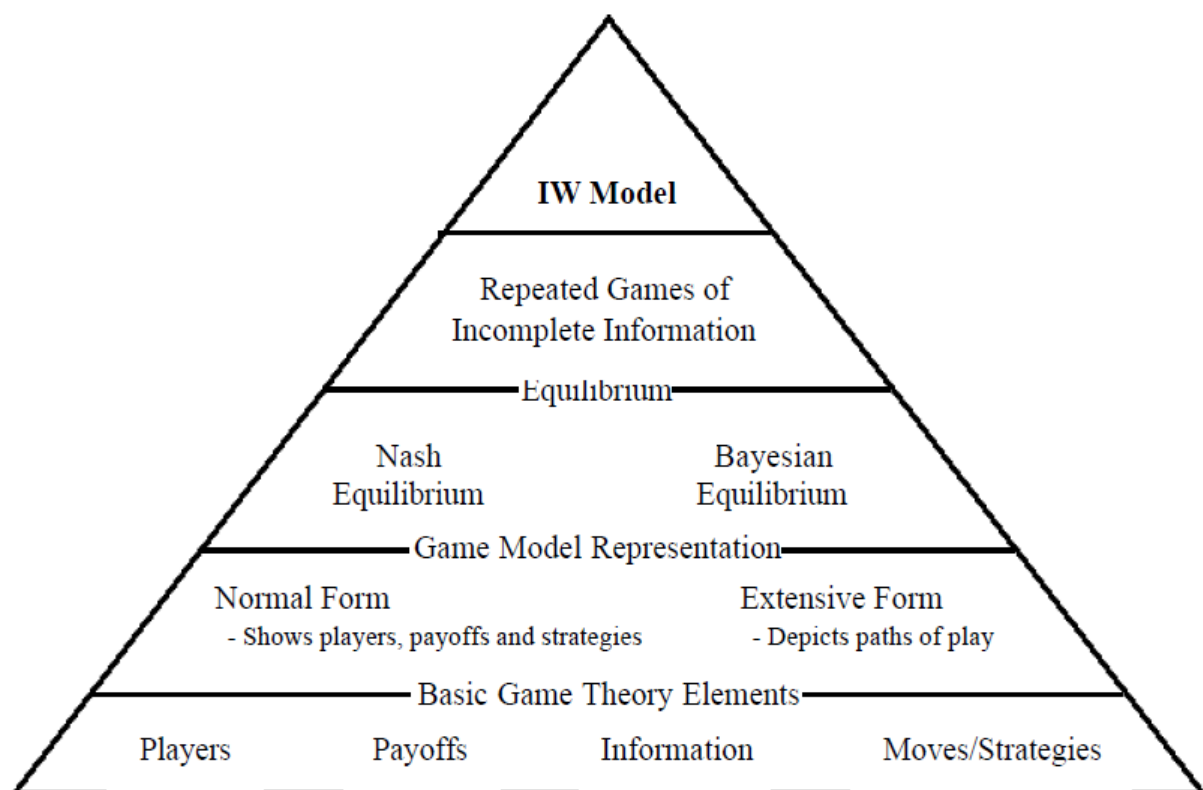 IW Model
Repeated Games of
Incomplete Information
Equilibrium
Nash Bayesian
Equilibrium Equilibrium
Game Model Representation
Normal Form Extensive Form
- Shows players, payoffs and strategies - Depicts paths of play
Basic Game Theory Elements
Players Payoffs Information Moves/Strategies